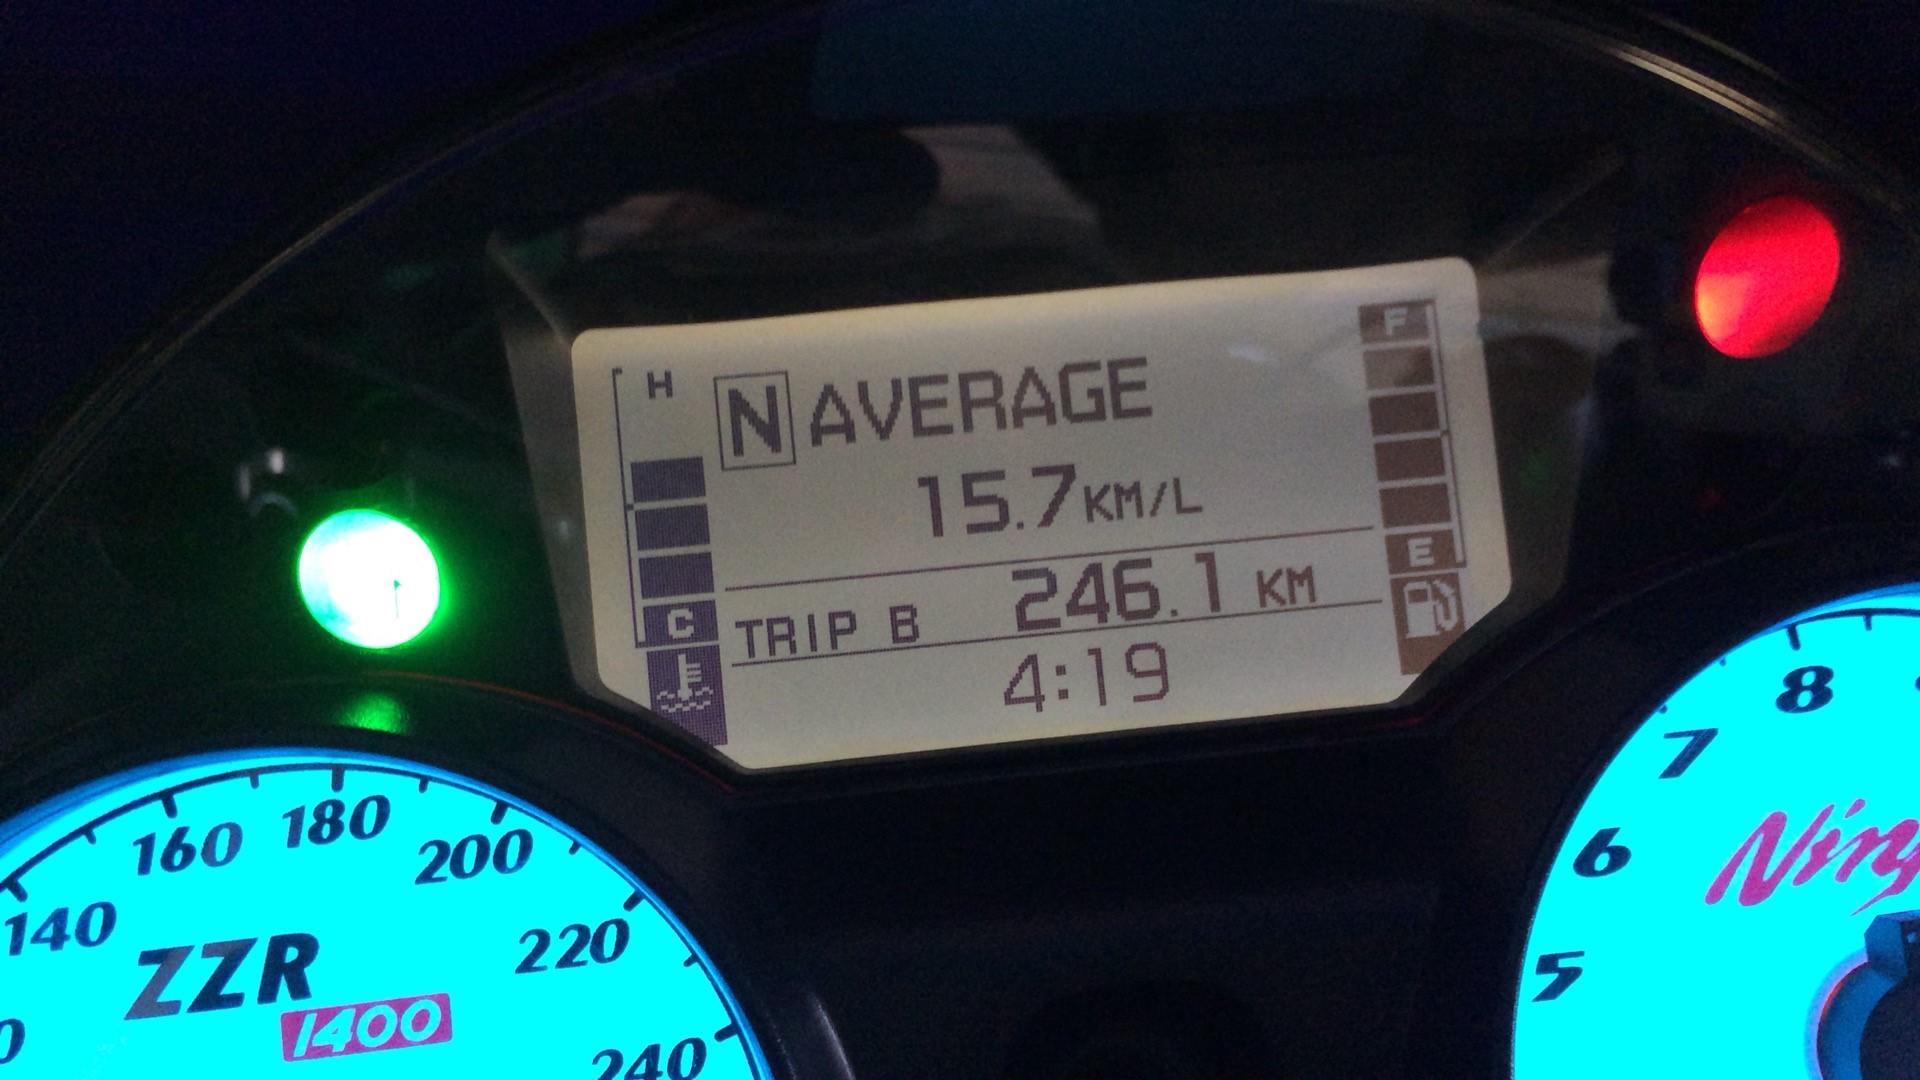 H
F
N AVERAGE
15.7 KM/L
E
C
TRIP B 246.1 KM
4:19
140
160
180
200
220
240
ZZR
1400
5
6
7
8